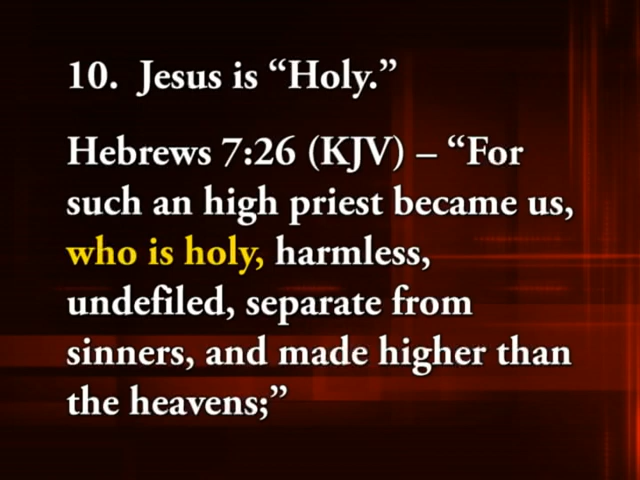 10.  Jesus is “Holy.”
Hebrews 7:26 (KJV) – “For
such an high priest became us,
who is holy, harmless,
undefiled, separate from
sinners, and made higher than
the heavens;”